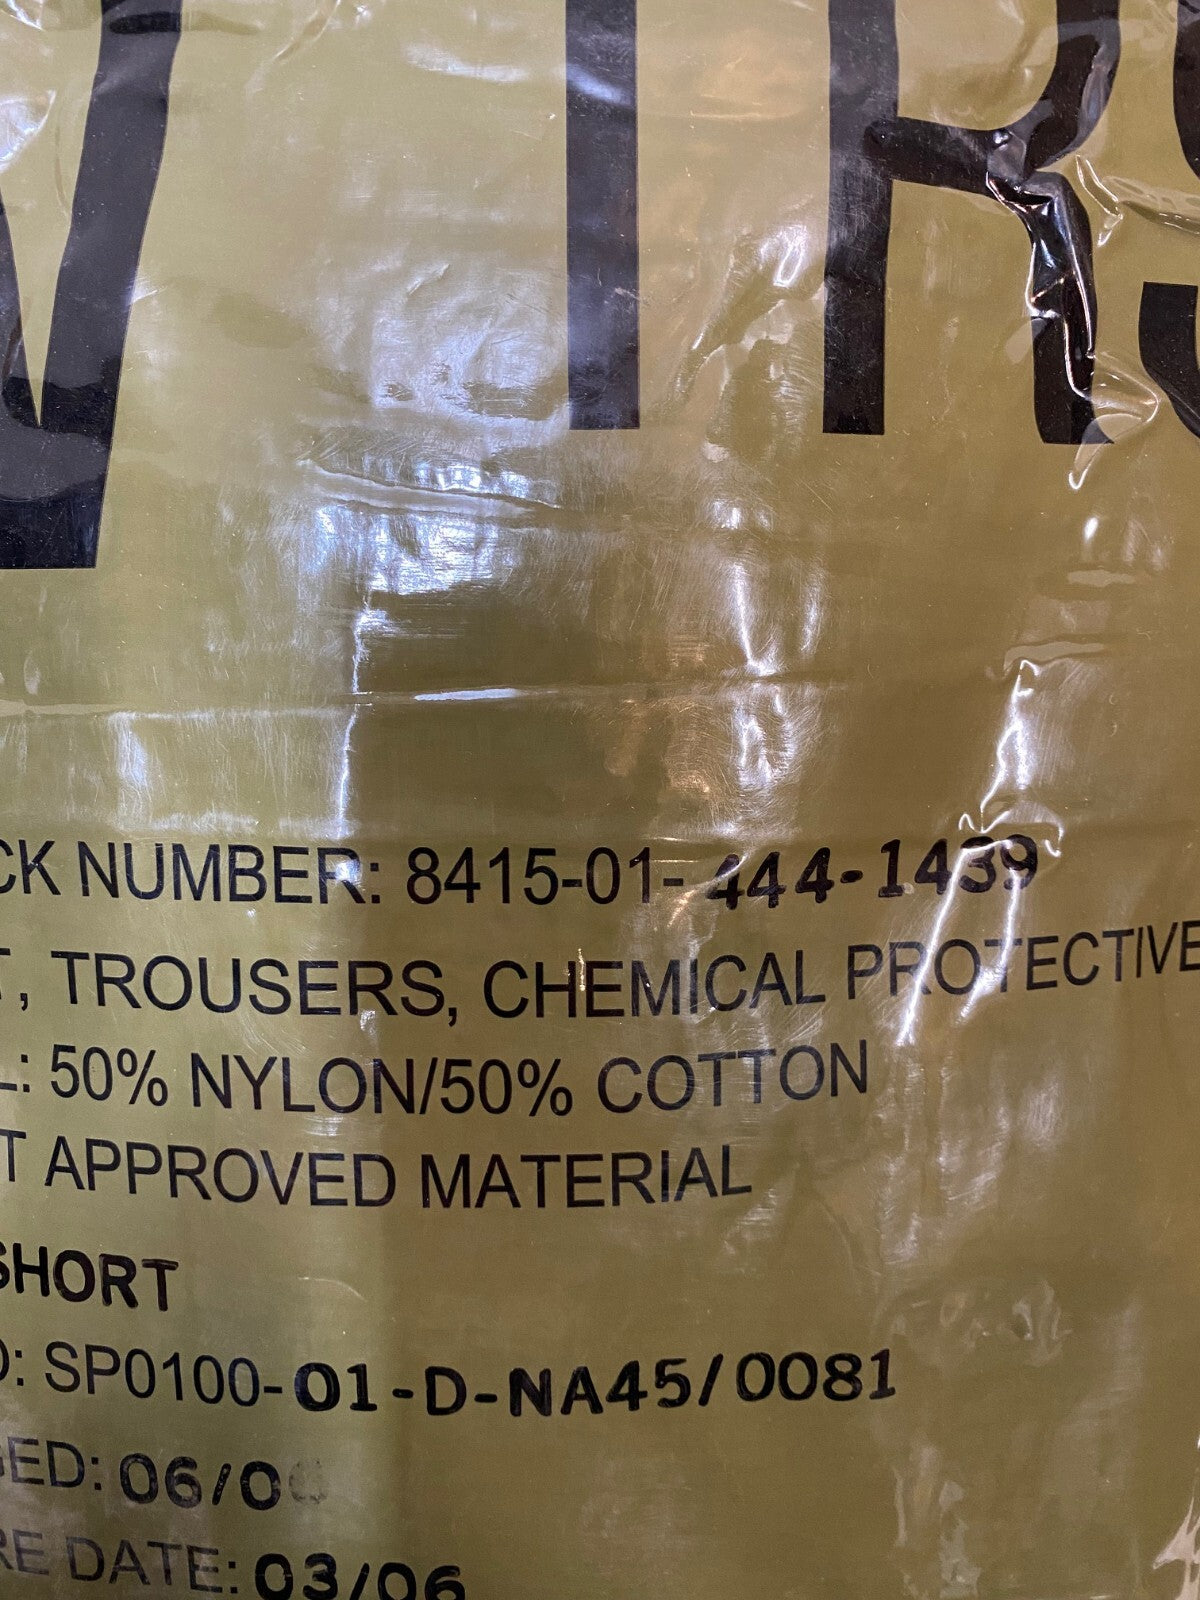 TRS
CK NUMBER: 8415-01-444-1439
T, TROUSERS, CHEMICAL PROTECTIVE
L: 50% NYLON/50% COTTON
T APPROVED MATERIAL
SHORT
O: SP0100-01-D-NA45/0081
GED: 06/0
RE DATE: 03/06